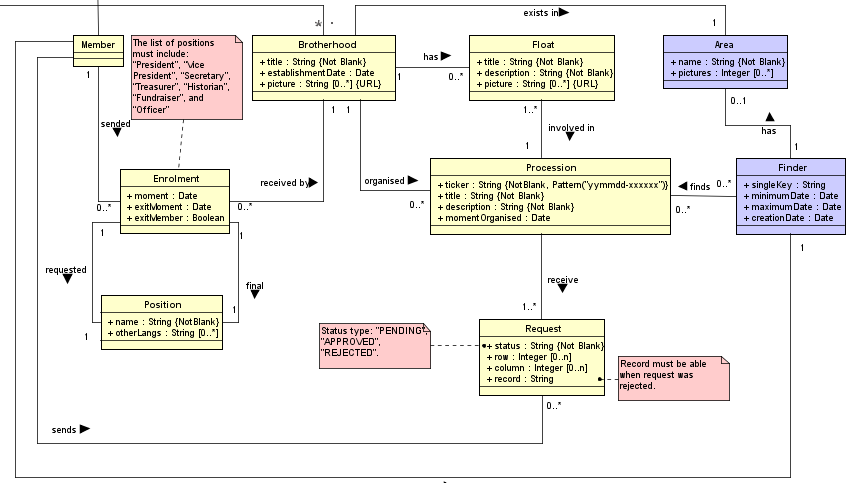 exists in
1
* .
Member
The list of positions
must include:
"President", "vice
President", "Secretary",
"Treasurer", "Historian",
"Fundraiser", and
"Officer"
Brotherhood
+ title : String {Not Blank}
+ establishmentDate : Date
+ picture : String [0..*] {URL}
has
1
0..*
Float
+ title : String {Not Blank}
+ description : String {Not Blank}
+ picture : String [0..*] {URL}
Area
+ name : String {Not Blank}
+ pictures : Integer [0..*]
1
sended
0..*
1
1
1..*
involved in
1
0..1
has
1
Enrolment
+ moment : Date
+ exitMoment : Date
+ exitMember : Boolean
0..*
received by
organised
0..*
Procession
+ ticker : String {NotBlank, Pattern("yymmdd-xxxxxx")}
+ title : String {Not Blank}
+ description : String {Not Blank}
+ momentOrganised : Date
finds
0..*
0..*
Finder
+ singleKey : String
+ minimumDate : Date
+ maximumDate : Date
+ creationDate : Date
1
1
1
requested
final
1
1
Position
+ name : String {NotBlank}
+ otherLangs : String [0..*]
receive
1..*
Status type: "PENDING",
"APPROVED",
"REJECTED".
Request
+ status : String {Not Blank}
+ row : Integer [0..n]
+ column : Integer [0..n]
+ record : String
0..*
Record must be able
when request was
rejected.
sends